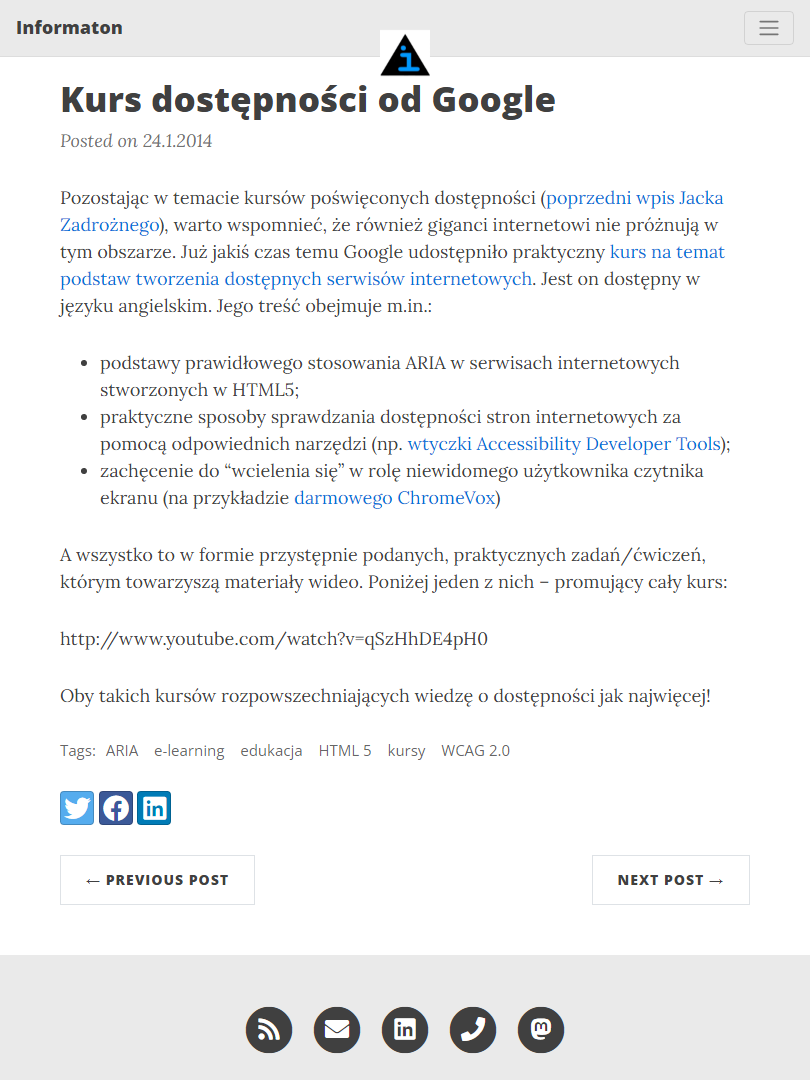 Informaton
i
Kurs dostępności od Google
Posted on 24.1.2014
Pozostając w temacie kursów poświęconych dostępności (poprzedni wpis Jacka
Zadrożnego), warto wspomnieć, że również giganci internetowi nie próżnują w
tym obszarze. Już jakiś czas temu Google udostępniło praktyczny kurs na temat
podstaw tworzenia dostępnych serwisów internetowych. Jest on dostępny w
języku angielskim. Jego treść obejmuje m.in.:
• podstawy prawidłowego stosowania ARIA w serwisach internetowych
stworzonych w HTML5;
• praktyczne sposoby sprawdzania dostępności stron internetowych za
pomocą odpowiednich narzędzi (np. wtyczki Accessibility Developer Tools);
• zachęcenie do “wcielenia się” w rolę niewidomego użytkownika czytnika
ekranu (na przykładzie darmowego ChromeVox)
A wszystko to w formie przystępnie podanych, praktycznych zadań/ćwiczeń,
którym towarzyszą materiały wideo. Poniżej jeden z nich – promujący cały kurs:
http://www.youtube.com/watch?v=qSzHhDE4pH0
Oby takich kursów rozpowszechniających wiedzę o dostępności jak najwięcej!
Tags: ARIA e-learning edukacja HTML 5 kursy WCAG 2.0
← PREVIOUS POST
NEXT POST →